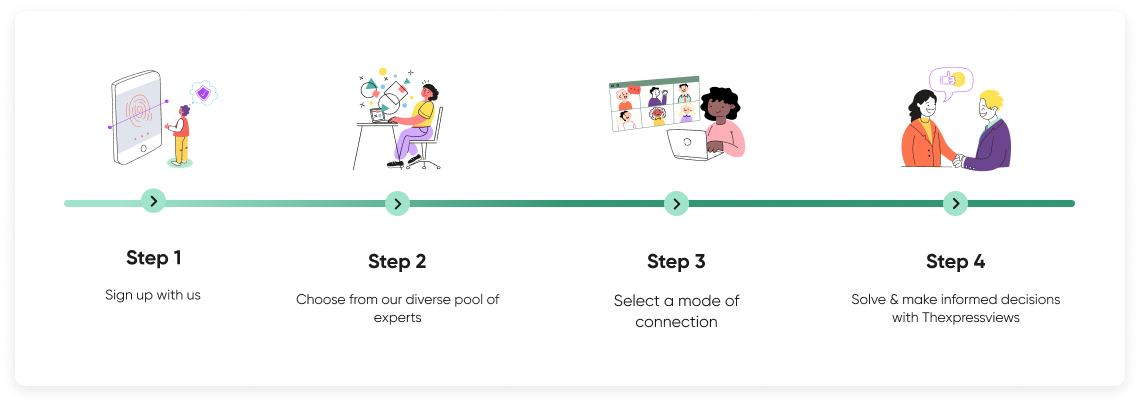 Step 1
Sign up with us
Step 2
Choose from our diverse pool of
experts
Step 3
Select a mode of
connection
Step 4
Solve & make informed decisions
with Thexpressviews